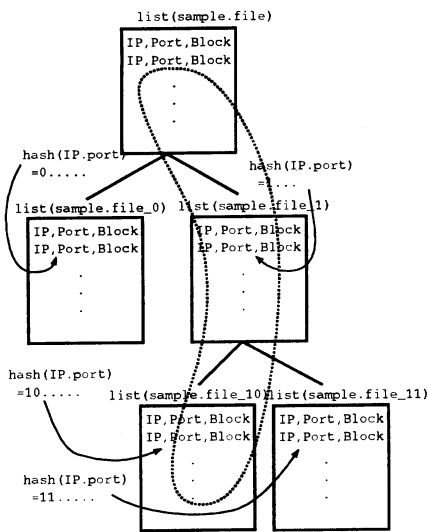 list(sample.file)
IP,Port,Block
IP,Port,Block
.
.
.
hash(IP.port)
=0.....
hash(IP.port)
list(sample.file_0)
list(sample.file_1)
IP,Port,Block
IP,Port,Block
.
.
.
IP,Port,Block
IP,Port,Block
.
.
.
hash(IP.port)
=10.....
list(sample.file_10)
list(sample.file_11)
IP,Port,Block
IP,Port,Block
.
.
.
IP,Port,Block
IP,Port,Block
.
.
.
hash(IP.port)
=11.....